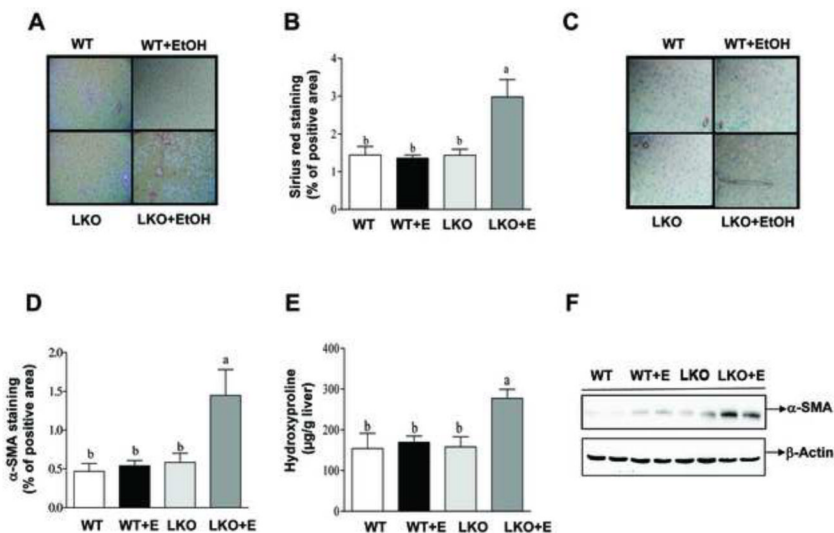 A
WT
WT+EtOH
LKO
LKO+EtOH
B
Sirius red staining
(% of positive area)
4
3
2
1
0
b
b
b
a
WT
WT+E
LKO
LKO+E
C
WT
WT+EtOH
LKO
LKO+EtOH
D
α-SMA staining
(% of positive area)
2.0
1.5
1.0
0.5
0.0
b
b
b
a
WT
WT+E
LKO
LKO+E
E
Hydroxyproline
(µg/g liver)
400
300
200
100
0
b
b
b
a
WT
WT+E
LKO
LKO+E
F
WT
WT+E
LKO
LKO+E
α-SMA
β-Actin